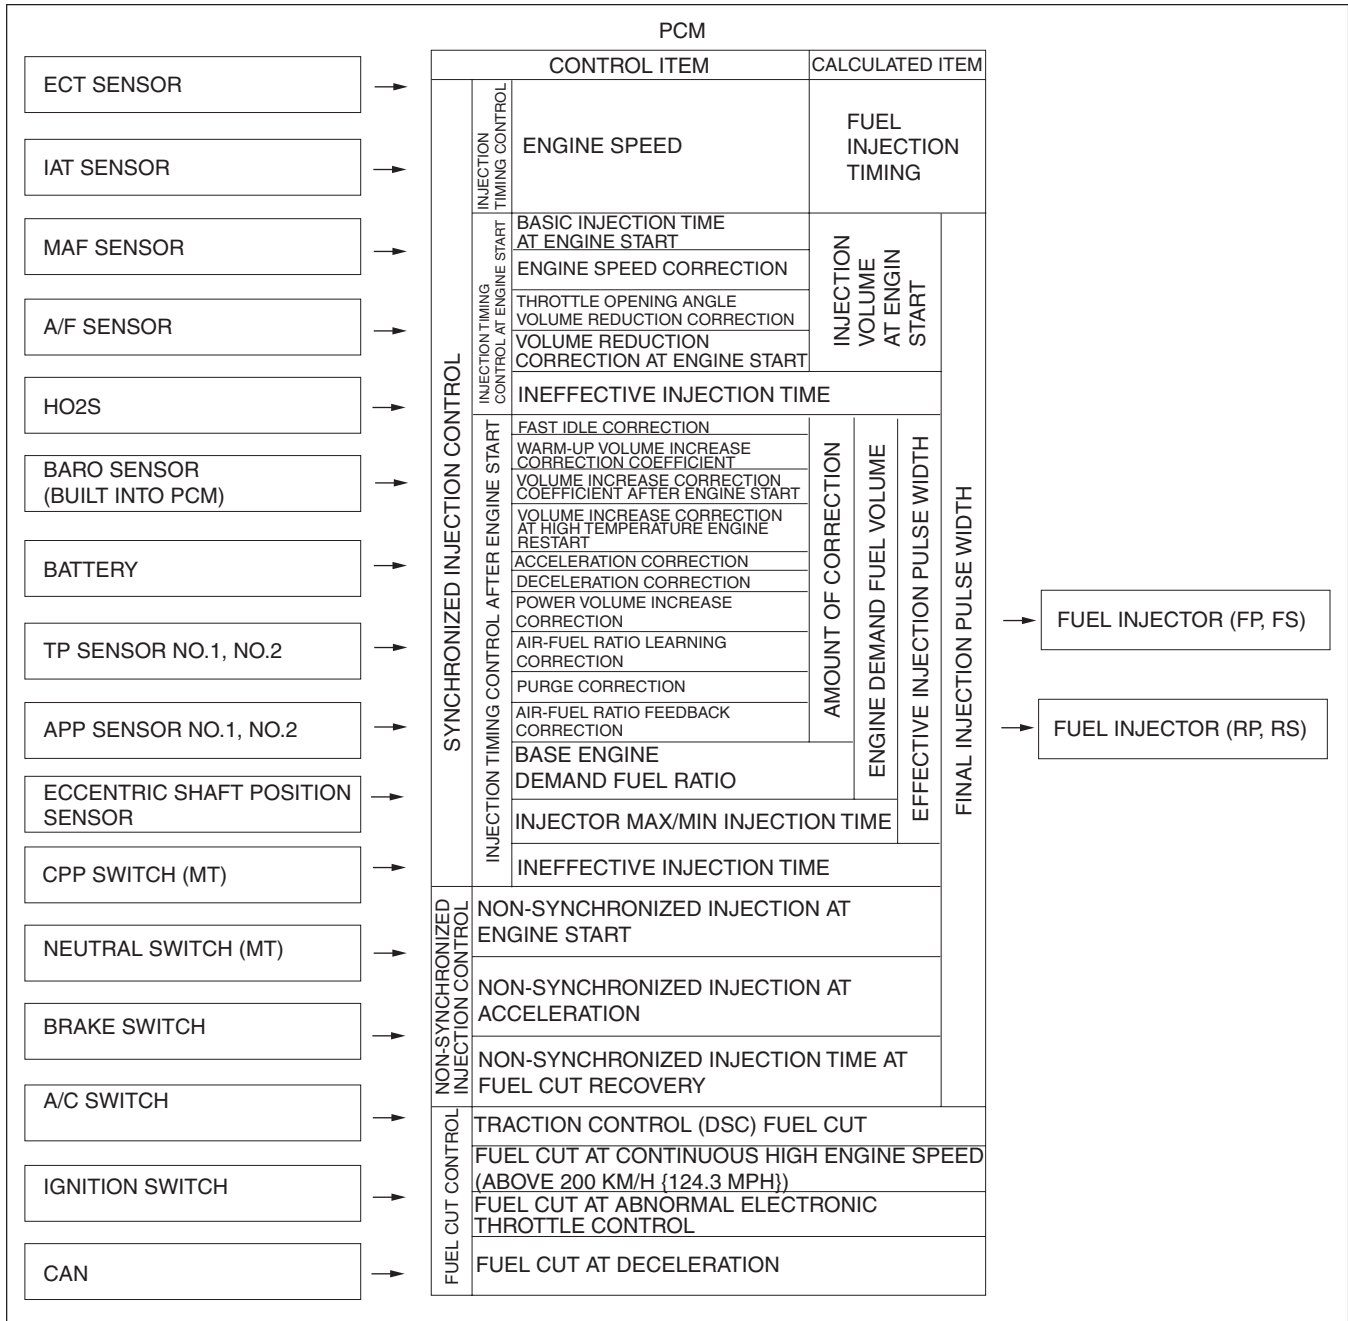 PCM
ECT SENSOR
IAT SENSOR
MAF SENSOR
A/F SENSOR
HO2S
BARO SENSOR
(BUILT INTO PCM)
BATTERY
TP SENSOR NO.1, NO.2
APP SENSOR NO.1, NO.2
ECCENTRIC SHAFT POSITION
SENSOR
CPP SWITCH (MT)
NEUTRAL SWITCH (MT)
BRAKE SWITCH
A/C SWITCH
IGNITION SWITCH
CAN
CONTROL ITEM
CALCULATED ITEM
SYNCHRONIZED INJECTION CONTROL
INJECTION
TIMING CONTROL
ENGINE SPEED
FUEL
INJECTION
TIMING
INJECTION TIMING
CONTROL AT ENGINE START
BASIC INJECTION TIME
AT ENGINE START
ENGINE SPEED CORRECTION
THROTTLE OPENING ANGLE
VOLUME REDUCTION CORRECTION
VOLUME REDUCTION
CORRECTION AT ENGINE START
INJECTION
VOLUME
AT ENGIN
START
INEFFECTIVE INJECTION TIME
INJECTION TIMING CONTROL AFTER ENGINE START
FAST IDLE CORRECTION
WARM-UP VOLUME INCREASE
CORRECTION COEFFICIENT
VOLUME INCREASE CORRECTION
COEFFICIENT AFTER ENGINE START
VOLUME INCREASE CORRECTION
AT HIGH TEMPERATURE ENGINE
RESTART
ACCELERATION CORRECTION
DECELERATION CORRECTION
POWER VOLUME INCREASE
CORRECTION
AIR-FUEL RATIO LEARNING
CORRECTION
PURGE CORRECTION
AIR-FUEL RATIO FEEDBACK
CORRECTION
AMOUNT OF CORRECTION
BASE ENGINE
DEMAND FUEL RATIO
ENGINE DEMAND FUEL VOLUME
INJECTOR MAX/MIN INJECTION TIME
EFFECTIVE INJECTION PULSE WIDTH
INEFFECTIVE INJECTION TIME
FINAL INJECTION PULSE WIDTH
NON-SYNCHRONIZED
INJECTION CONTROL
NON-SYNCHRONIZED INJECTION AT
ENGINE START
NON-SYNCHRONIZED INJECTION AT
ACCELERATION
NON-SYNCHRONIZED INJECTION TIME AT
FUEL CUT RECOVERY
FUEL CUT CONTROL
TRACTION CONTROL (DSC) FUEL CUT
FUEL CUT AT CONTINUOUS HIGH ENGINE SPEED
(ABOVE 200 KM/H {124.3 MPH})
FUEL CUT AT ABNORMAL ELECTRONIC
THROTTLE CONTROL
FUEL CUT AT DECELERATION
FUEL INJECTOR (FP, FS)
FUEL INJECTOR (RP, RS)